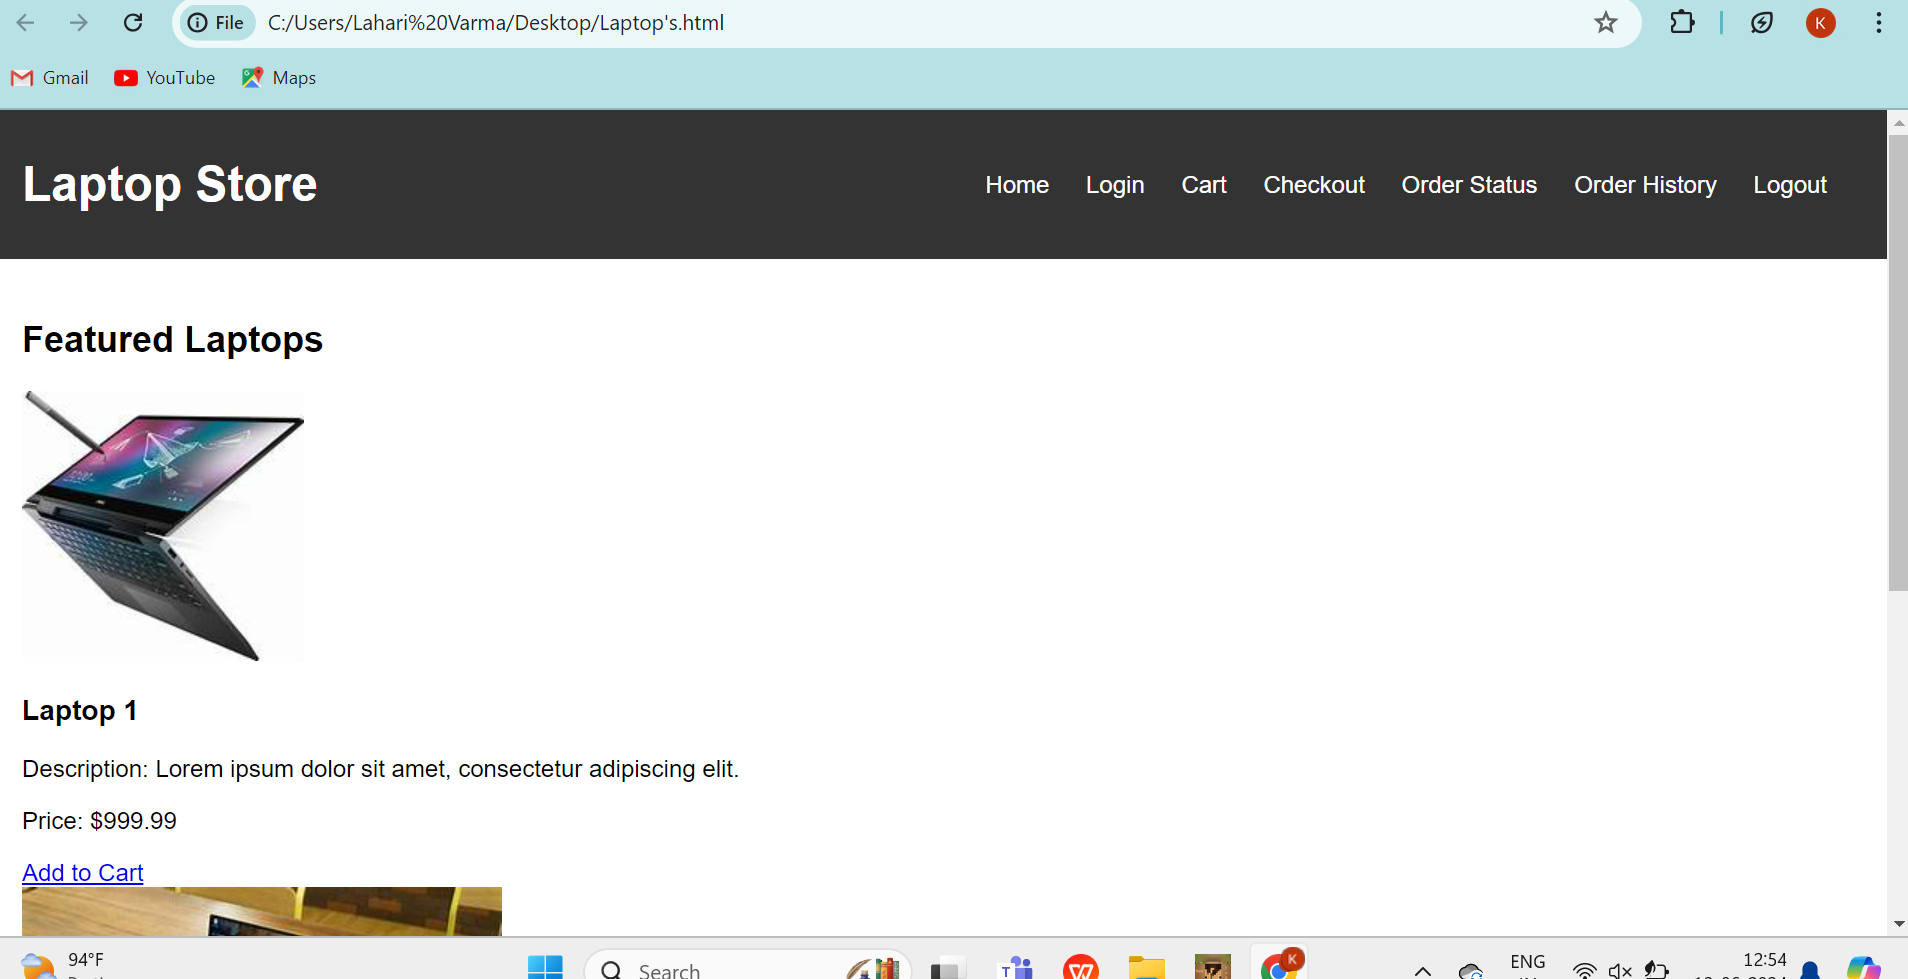 File C:/Users/Lahari%20Varma/Desktop/Laptop's.html K
Gmail YouTube Maps
Laptop Store Home Login Cart Checkout Order Status Order History Logout
Featured Laptops
Laptop 1
Description: Lorem ipsum dolor sit amet, consectetur adipiscing elit.
Price: $999.99
Add to Cart
94°F Search K ENG 12:54